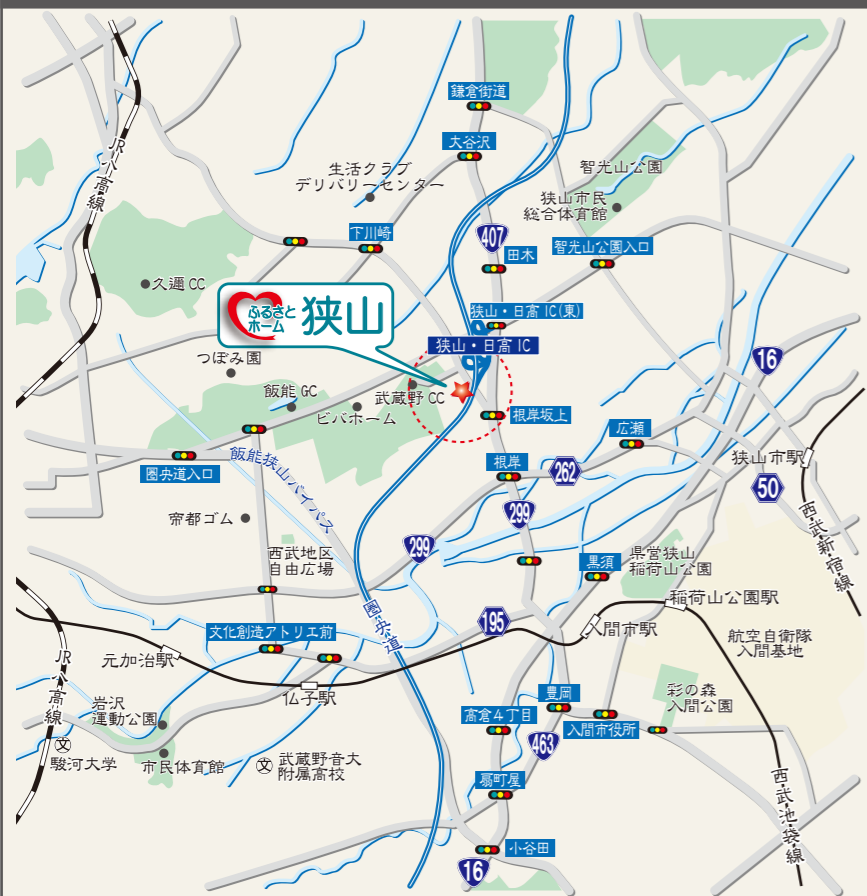 鎌倉街道
大谷沢
生活クラブ
デリバリーセンター
智光山公園
狭山市民
総合体育館
JR八高線
下川崎
407
田木
智光山公園入口
久邇CC
ふるさと
ホーム
狭山
狭山・日高IC(東)
狭山・日高IC
16
つぼみ園
飯能GC
武蔵野CC
ビバホーム
根岸坂上
広瀬
圏央道入口
飯能狭山バイパス
根岸
262
狭山市駅
50
帝都ゴム
299
299
西武新宿線
西武地区
自由広場
黒須
県営狭山
稲荷山公園
圏央道
195
稲荷山公園駅
文化創造アトリエ前
入間市駅
航空自衛隊
入間基地
元加治駅
JR八高線
仏子駅
彩の森
入間公園
岩沢
運動公園
豊岡
高倉4丁目
入間市役所
文
駿河大学
市民体育館
文
武蔵野音大
附属高校
463
扇町屋
西武池袋線
小谷田
16